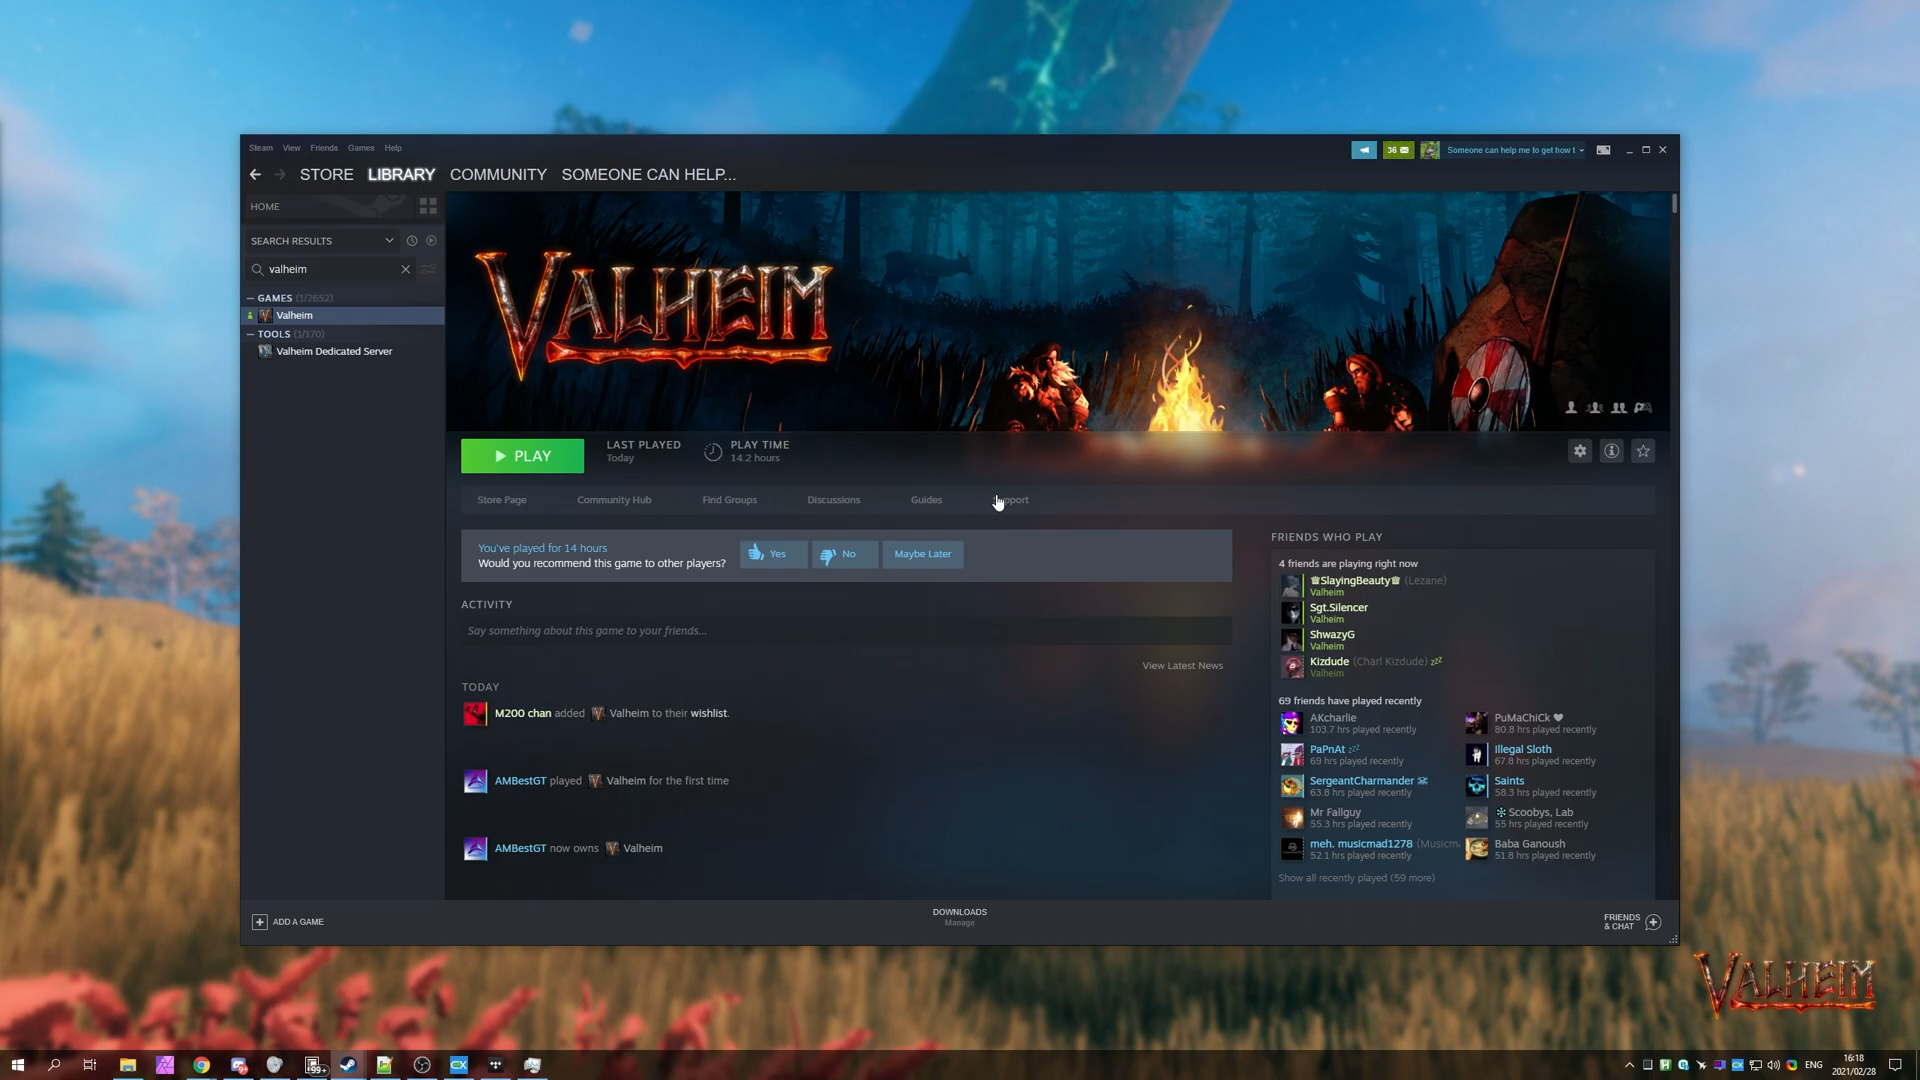 Steam View Friends Games Help
36
Someone can help me to get how t
STORE LIBRARY COMMUNITY SOMEONE CAN HELP...
HOME
SEARCH RESULTS
valheim
GAMES (1/2652)
Valheim
TOOLS (1/170)
Valheim Dedicated Server
VALHEIM
PLAY
LAST PLAYED
Today
PLAY TIME
14.2 hours
Store Page Community Hub Find Groups Discussions Guides
You've played for 14 hours
Would you recommend this game to other players?
Yes No Maybe Later
ACTIVITY
Say something about this game to your friends...
View Latest News
TODAY
M200 chan added Valheim to their wishlist.
AMBestGT played Valheim for the first time
AMBestGT now owns Valheim
FRIENDS WHO PLAY
4 friends are playing right now
SlayingBeauty (Lezane)
Valheim
Sgt.Silencer
Valheim
ShwazyG
Valheim
Kizdude (Charl Kizdude) zzz
Valheim
69 friends have played recently
AKcharlie
103.7 hrs played recently
PuMaChiCk
80.8 hrs played recently
PaPnAt zzz
69 hrs played recently
Illegal Sloth
67.8 hrs played recently
SergeantCharmander
63.8 hrs played recently
Saints
58.3 hrs played recently
Mr Fallguy
55.3 hrs played recently
Scoobys, Lab
55 hrs played recently
meh. musicmad1278 (Musicm
52.1 hrs played recently
Baba Ganoush
51.8 hrs played recently
Show all recently played (59 more)
ADD A GAME
DOWNLOADS
Manage
FRIENDS
& CHAT
VALHEIM
99+
CX
CX
ENG
16:18
2021/02/28